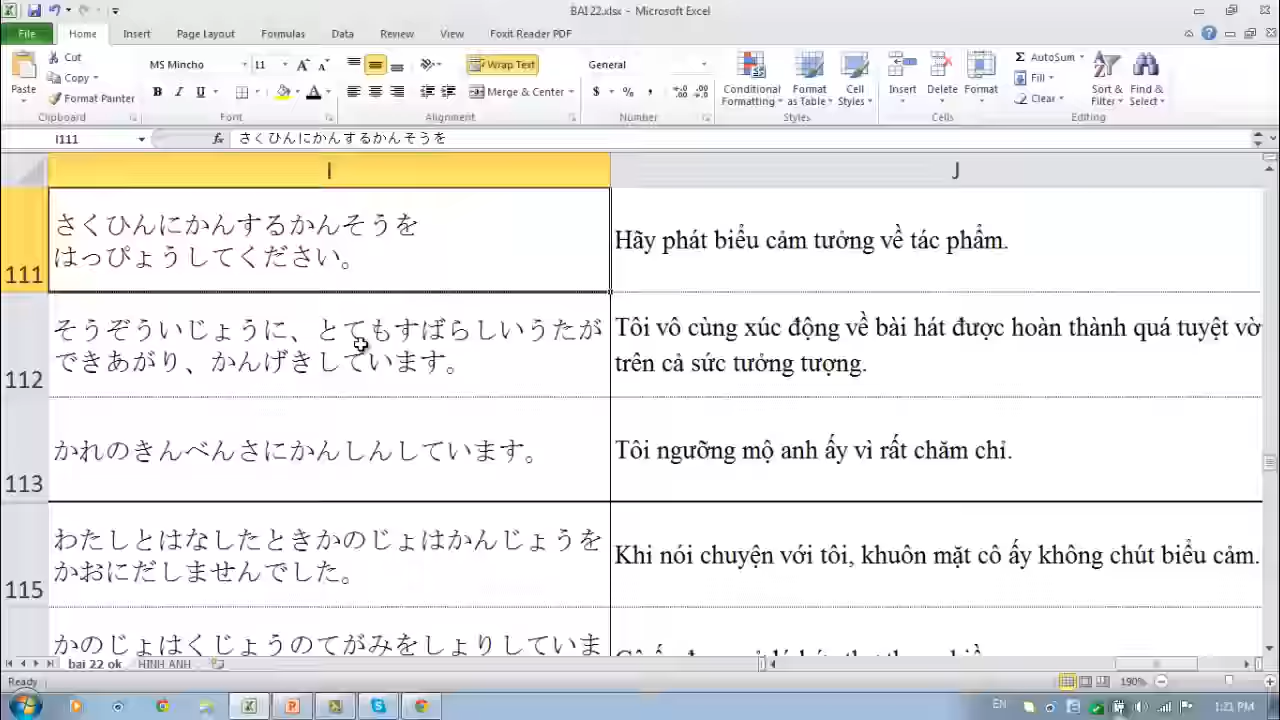 BAI 22.xlsx - Microsoft Excel
File Home Insert Page Layout Formulas Data Review View Foxit Reader PDF
Cut
Copy
Format Painter
Paste
MS Mincho 11
B I U A
Wrap Text
Merge & Center
General
$ % ,
Conditional Formatting
Format as Table
Cell Styles
Insert Delete Format
AutoSum
Fill
Clear
Sort & Filter
Find & Select
Clipboard Font Alignment Number Styles Cells Editing
I111 fx さくひんにかんするかんそうを
I J
111 さくひんにかんするかんそうを
はっぴょうしてください。
Hãy phát biểu cảm tưởng về tác phẩm.
112 そうぞういじょうに、とてもすばらしいうたが
できあがり、かんげきしています。
Tôi vô cùng xúc động về bài hát được hoàn thành quá tuyệt vờ
trên cả sức tưởng tượng.
113 かれのきんべんさにかんしんしています。
Tôi ngưỡng mộ anh ấy vì rất chăm chỉ.
115 わたしとはなしたときかのじょはかんじょうを
かおにだしませんでした。
Khi nói chuyện với tôi, khuôn mặt cô ấy không chút biểu cảm.
かのじょはくじょうのてがみをしょりしていま
bai 22 ok HINH ANH
Ready 190%
EN 1:21 PM